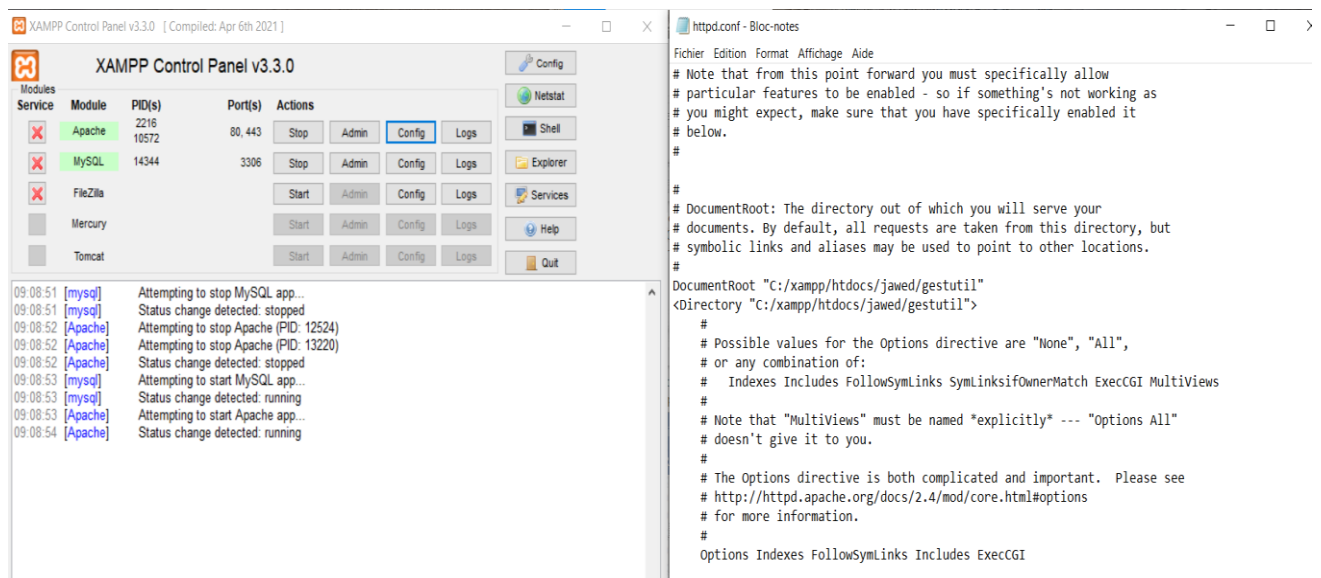 XAMPP Control Panel v3.3.0 [ Compiled: Apr 6th 2021 ]
XAMPP Control Panel v3.3.0
Config
Modules
Service Module PID(s) Port(s) Actions
Netstat
Apache 2216 10572 80, 443 Stop Admin Config Logs
Shell
MySQL 14344 3306 Stop Admin Config Logs
Explorer
FileZilla Start Admin Config Logs
Services
Mercury Start Admin Config Logs
Help
Tomcat Start Admin Config Logs
Quit
09:08:51 [mysql] Attempting to stop MySQL app...
09:08:51 [mysql] Status change detected: stopped
09:08:52 [Apache] Attempting to stop Apache (PID: 12524)
09:08:52 [Apache] Attempting to stop Apache (PID: 13220)
09:08:52 [Apache] Status change detected: stopped
09:08:53 [mysql] Attempting to start MySQL app...
09:08:53 [mysql] Status change detected: running
09:08:53 [Apache] Attempting to start Apache app...
09:08:54 [Apache] Status change detected: running
httpd.conf - Bloc-notes
Fichier Edition Format Affichage Aide
# Note that from this point forward you must specifically allow
# particular features to be enabled - so if something's not working as
# you might expect, make sure that you have specifically enabled it
# below.
#
#
# DocumentRoot: The directory out of which you will serve your
# documents. By default, all requests are taken from this directory, but
# symbolic links and aliases may be used to point to other locations.
#
DocumentRoot "C:/xampp/htdocs/jawed/gestutil"
<Directory "C:/xampp/htdocs/jawed/gestutil">
#
# Possible values for the Options directive are "None", "All",
# or any combination of:
# Indexes Includes FollowSymLinks SymLinksifOwnerMatch ExecCGI MultiViews
#
# Note that "MultiViews" must be named *explicitly* --- "Options All"
# doesn't give it to you.
#
# The Options directive is both complicated and important. Please see
# http://httpd.apache.org/docs/2.4/mod/core.html#options
# for more information.
#
Options Indexes FollowSymLinks Includes ExecCGI